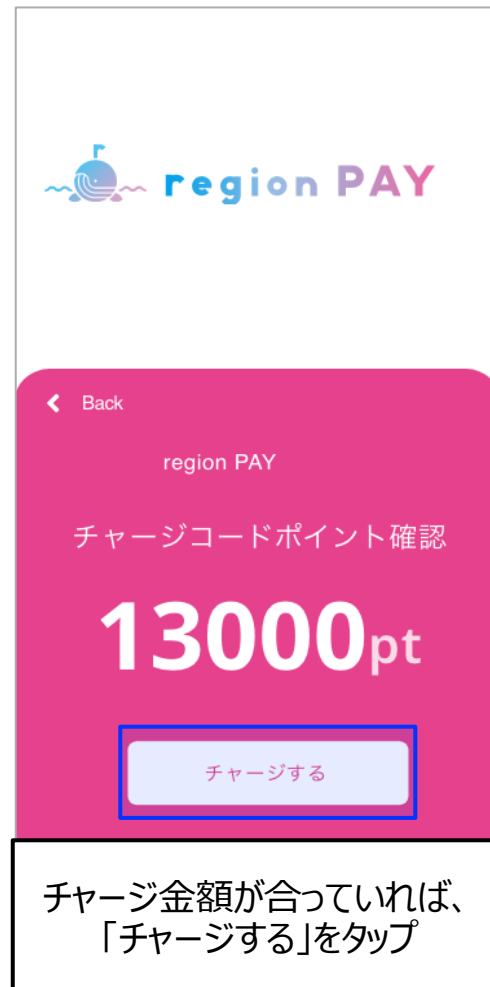 region PAY
Back
region PAY
チャージコードポイント確認
13000pt
チャージする
チャージ金額が合っていれば、
「チャージする」をタップ